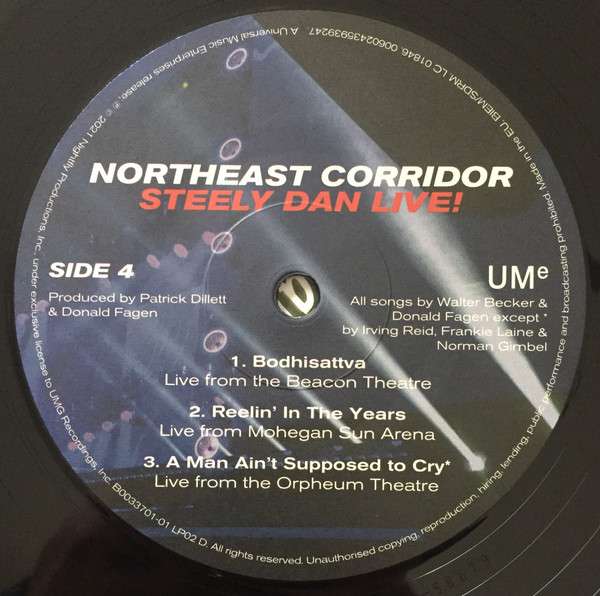 NORTHEAST CORRIDOR
STEELY DAN LIVE!
SIDE 4
Produced by Patrick Dillett
& Donald Fagen
UMe
All songs by Walter Becker &
Donald Fagen except *
by Irving Reid, Frankie Laine &
Norman Gimbel
1. Bodhisattva
Live from the Beacon Theatre
2. Reelin' In The Years
Live from Mohegan Sun Arena
3. A Man Ain't Supposed to Cry*
Live from the Orpheum Theatre
A Universal Music Enterprises release, ℗ © 2021 Nightfly Productions, Inc. under exclusive license to UMG Recordings, Inc. B0033701-01 LP02 D. All rights reserved. Unauthorised copying, reproduction, hiring, lending, public performance and broadcasting prohibited. Made in the EU. BIEM/SDRM LC 01846. 00602435939247.